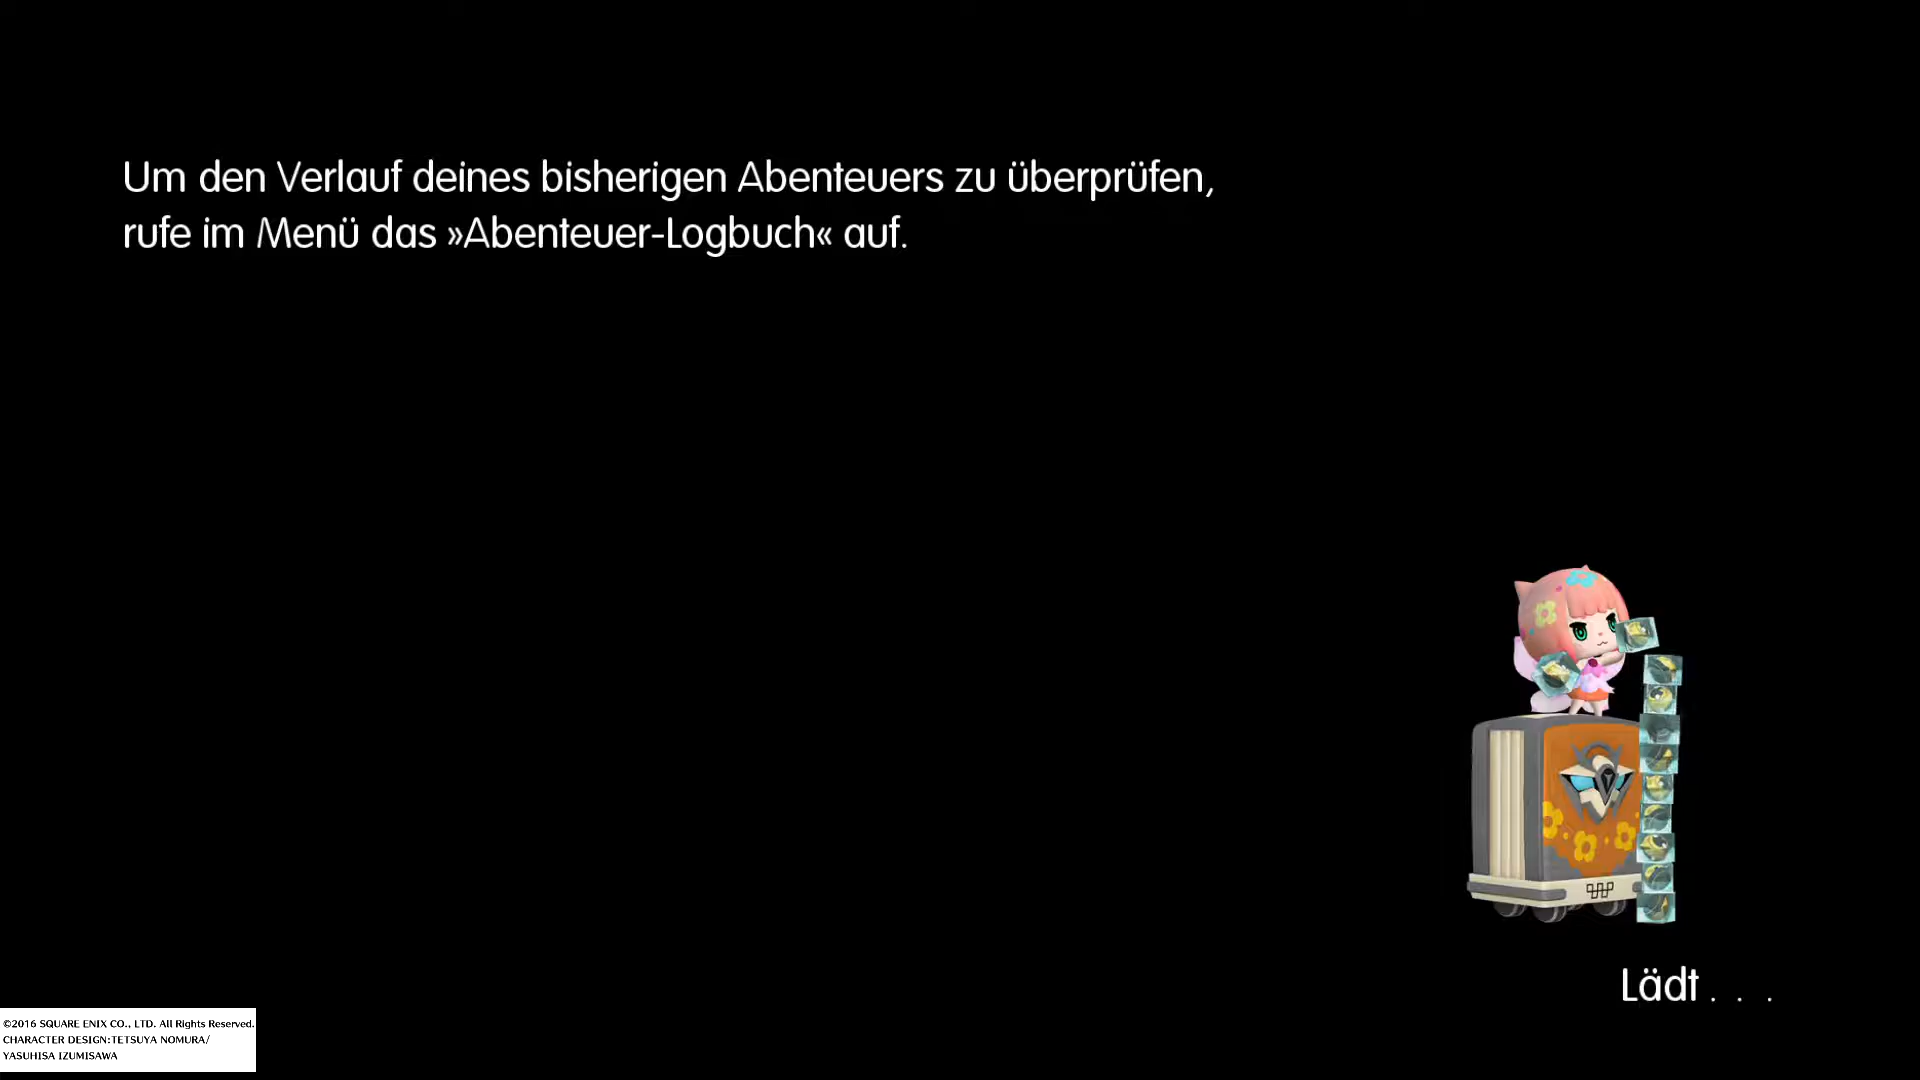 Um den Verlauf deines bisherigen Abenteuers zu überprüfen,
rufe im Menü das »Abenteuer-Logbuch« auf.
Lädt . . .
©2016 SQUARE ENIX CO., LTD. All Rights Reserved.
CHARACTER DESIGN:TETSUYA NOMURA/
YASUHISA IZUMISAWA